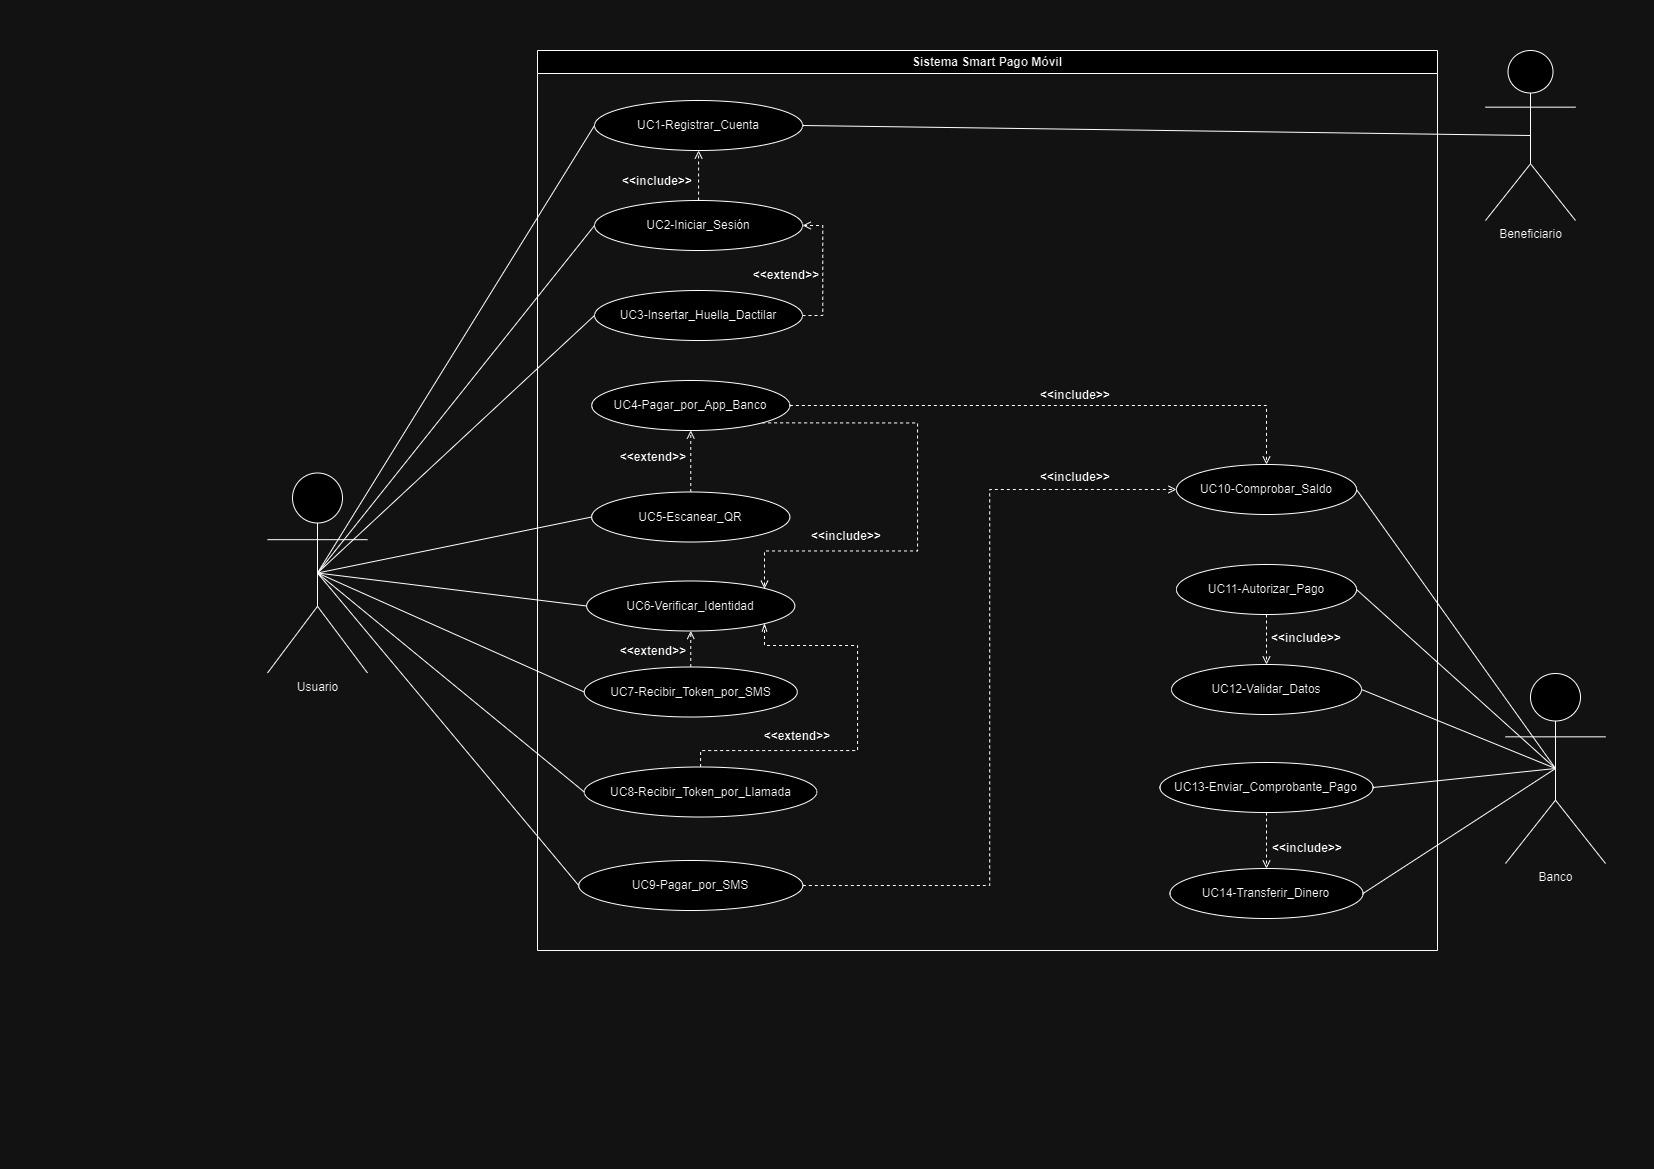 Sistema Smart Pago Móvil
UC1-Registrar_Cuenta
<<include>>
UC2-Iniciar_Sesión
Beneficiario
<<extend>>
UC3-Insertar_Huella_Dactilar
<<include>>
UC4-Pagar_por_App_Banco
<<extend>>
<<include>>
UC10-Comprobar_Saldo
UC5-Escanear_QR
<<include>>
UC11-Autorizar_Pago
UC6-Verificar_Identidad
<<include>>
<<extend>>
Usuario
UC12-Validar_Datos
UC7-Recibir_Token_por_SMS
<<extend>>
UC13-Enviar_Comprobante_Pago
UC8-Recibir_Token_por_Llamada
<<include>>
Banco
UC9-Pagar_por_SMS
UC14-Transferir_Dinero